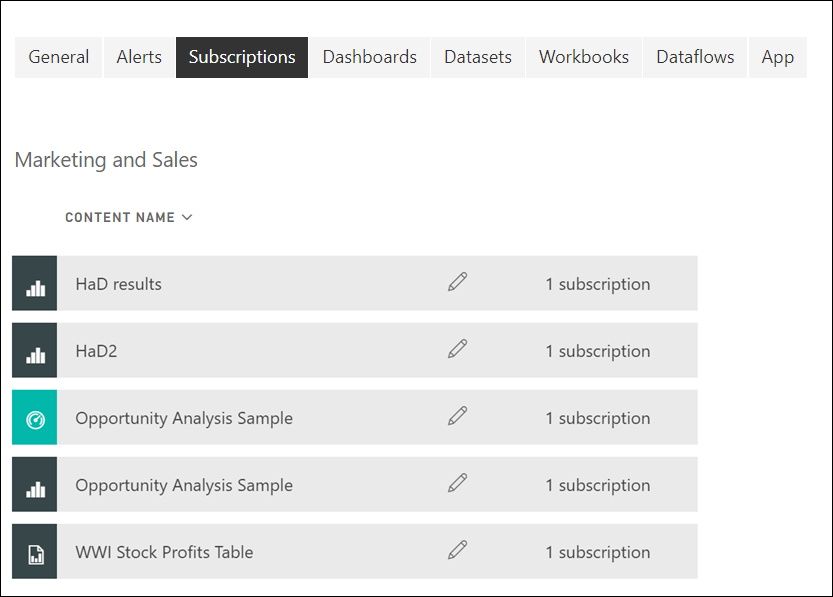 General Alerts Subscriptions Dashboards Datasets Workbooks Dataflows App
Marketing and Sales
CONTENT NAME
HaD results 1 subscription
HaD2 1 subscription
Opportunity Analysis Sample 1 subscription
Opportunity Analysis Sample 1 subscription
WWI Stock Profits Table 1 subscription